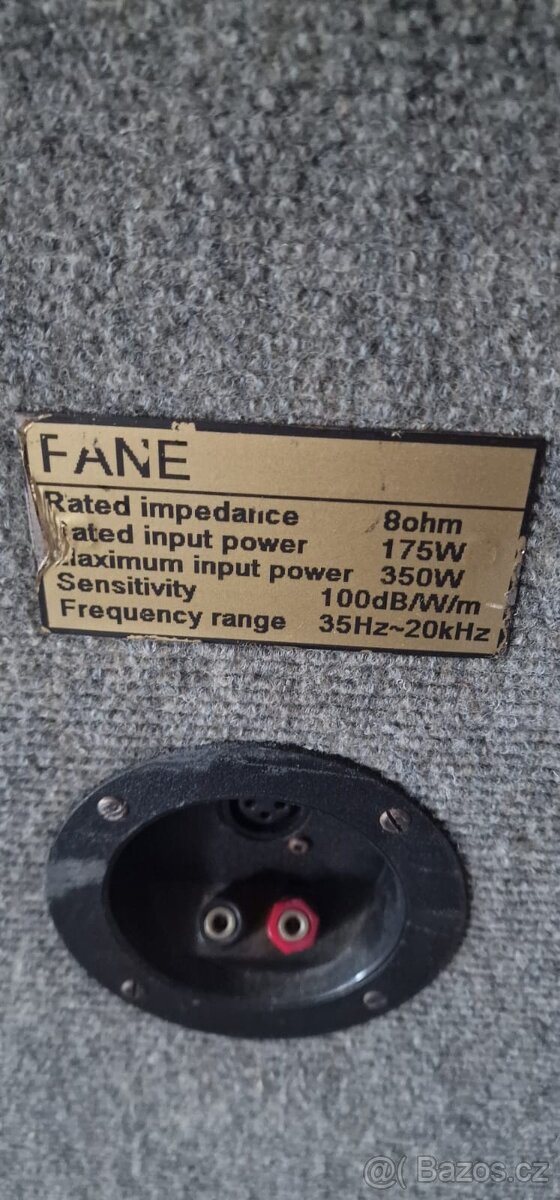 FANE
Rated impedance 8ohm
ated input power 175W
aximum input power 350W
Sensitivity 100dB/W/m
Frequency range 35Hz~20kHz
@( Bazoš.cz